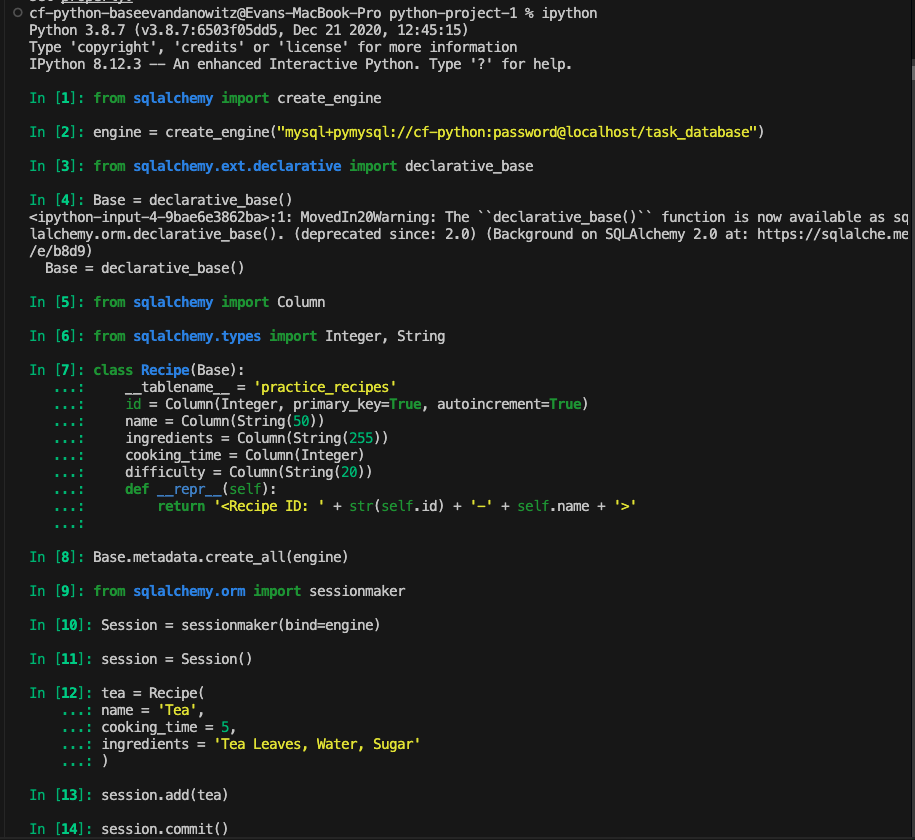 cf-python-baseevandanowitz@Evans-MacBook-Pro python-project-1 % ipython
Python 3.8.7 (v3.8.7:6503f05dd5, Dec 21 2020, 12:45:15)
Type 'copyright', 'credits' or 'license' for more information
IPython 8.12.3 -- An enhanced Interactive Python. Type '?' for help.

In [1]: from sqlalchemy import create_engine

In [2]: engine = create_engine("mysql+pymysql://cf-python:password@localhost/task_database")

In [3]: from sqlalchemy.ext.declarative import declarative_base

In [4]: Base = declarative_base()
<ipython-input-4-9bae6e3862ba>:1: MovedIn20Warning: The ``declarative_base()`` function is now available as sq
lalchemy.orm.declarative_base(). (deprecated since: 2.0) (Background on SQLAlchemy 2.0 at: https://sqlalche.me
/e/b8d9)
  Base = declarative_base()

In [5]: from sqlalchemy import Column

In [6]: from sqlalchemy.types import Integer, String

In [7]: class Recipe(Base):
   ...:     __tablename__ = 'practice_recipes'
   ...:     id = Column(Integer, primary_key=True, autoincrement=True)
   ...:     name = Column(String(50))
   ...:     ingredients = Column(String(255))
   ...:     cooking_time = Column(Integer)
   ...:     difficulty = Column(String(20))
   ...:     def __repr__(self):
   ...:         return '<Recipe ID: ' + str(self.id) + '-' + self.name + '>'
   ...:

In [8]: Base.metadata.create_all(engine)

In [9]: from sqlalchemy.orm import sessionmaker

In [10]: Session = sessionmaker(bind=engine)

In [11]: session = Session()

In [12]: tea = Recipe(
    ...: name = 'Tea',
    ...: cooking_time = 5,
    ...: ingredients = 'Tea Leaves, Water, Sugar'
    ...: )

In [13]: session.add(tea)

In [14]: session.commit()